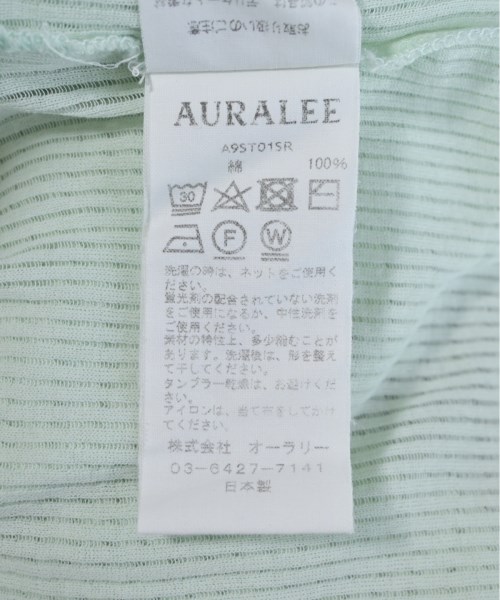 お取り扱いのご注意
AURALEE
A9ST01SR
綿 100%
30
F W
洗濯の時は、ネットをご使用く
ださい。
蛍光剤の配合されていない洗剤
をご使用になるか、中性洗剤を
ご使用ください。
素材の特性上、多少縮むことが
あります。洗濯後は、形を整え
て干してください。
タンブラー乾燥は、お避けくだ
さい。
アイロンは、当て布をしてかけ
てください。
株式会社 オーラリー
03-6427-7141
日本製